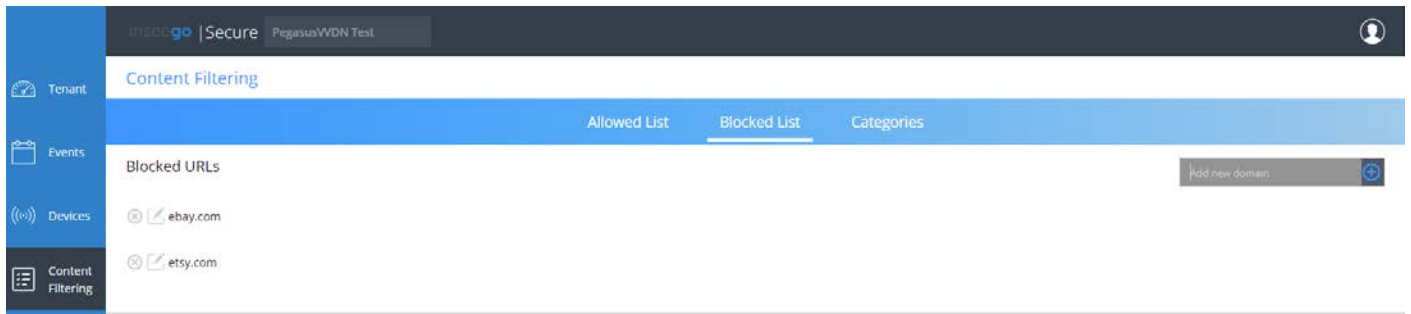 inseego |Secure PegasusVVDN Test
Content Filtering
Tenant
Allowed List Blocked List Categories
Events
Blocked URLs
Add new domain
Devices
ebay.com
etsy.com
Content
Filtering